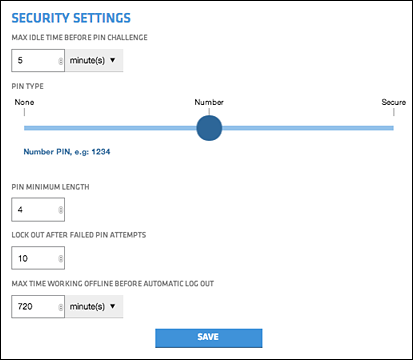 SECURITY SETTINGS
MAX IDLE TIME BEFORE PIN CHALLENGE
5 minute(s)
PIN TYPE
None Number Secure
Number PIN, e.g: 1234
PIN MINIMUM LENGTH
4
LOCK OUT AFTER FAILED PIN ATTEMPTS
10
MAX TIME WORKING OFFLINE BEFORE AUTOMATIC LOG OUT
720 minute(s)
SAVE